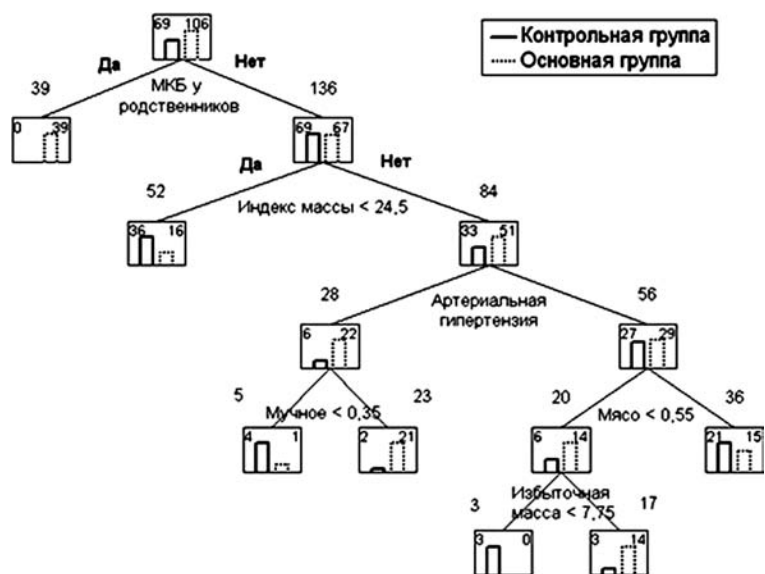 69 106
Контрольная группа
Основная группа
Да Нет
39 МКБ у 136
родственников
0 39 69 67
Да Нет
52 84
Индекс массы < 24,5
36 16 33 51
28 Артериальная 56
гипертензия
6 22 27 29
5 23 20 36
Мучное < 0,35 Мясо < 0,55
4 1 2 21 6 14 21 15
3 Избыточная 17
масса < 7,75
3 0 3 14